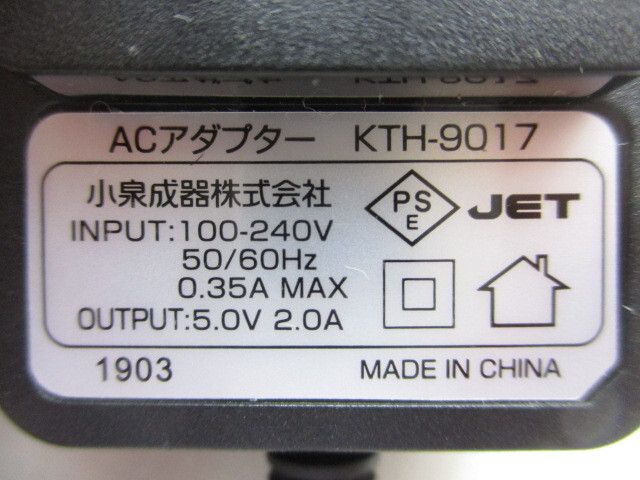 ACアダプター KTH-9017
小泉成器株式会社
INPUT:100-240V
50/60Hz
0.35A MAX
OUTPUT:5.0V 2.0A
PS
E
JET
1903
MADE IN CHINA